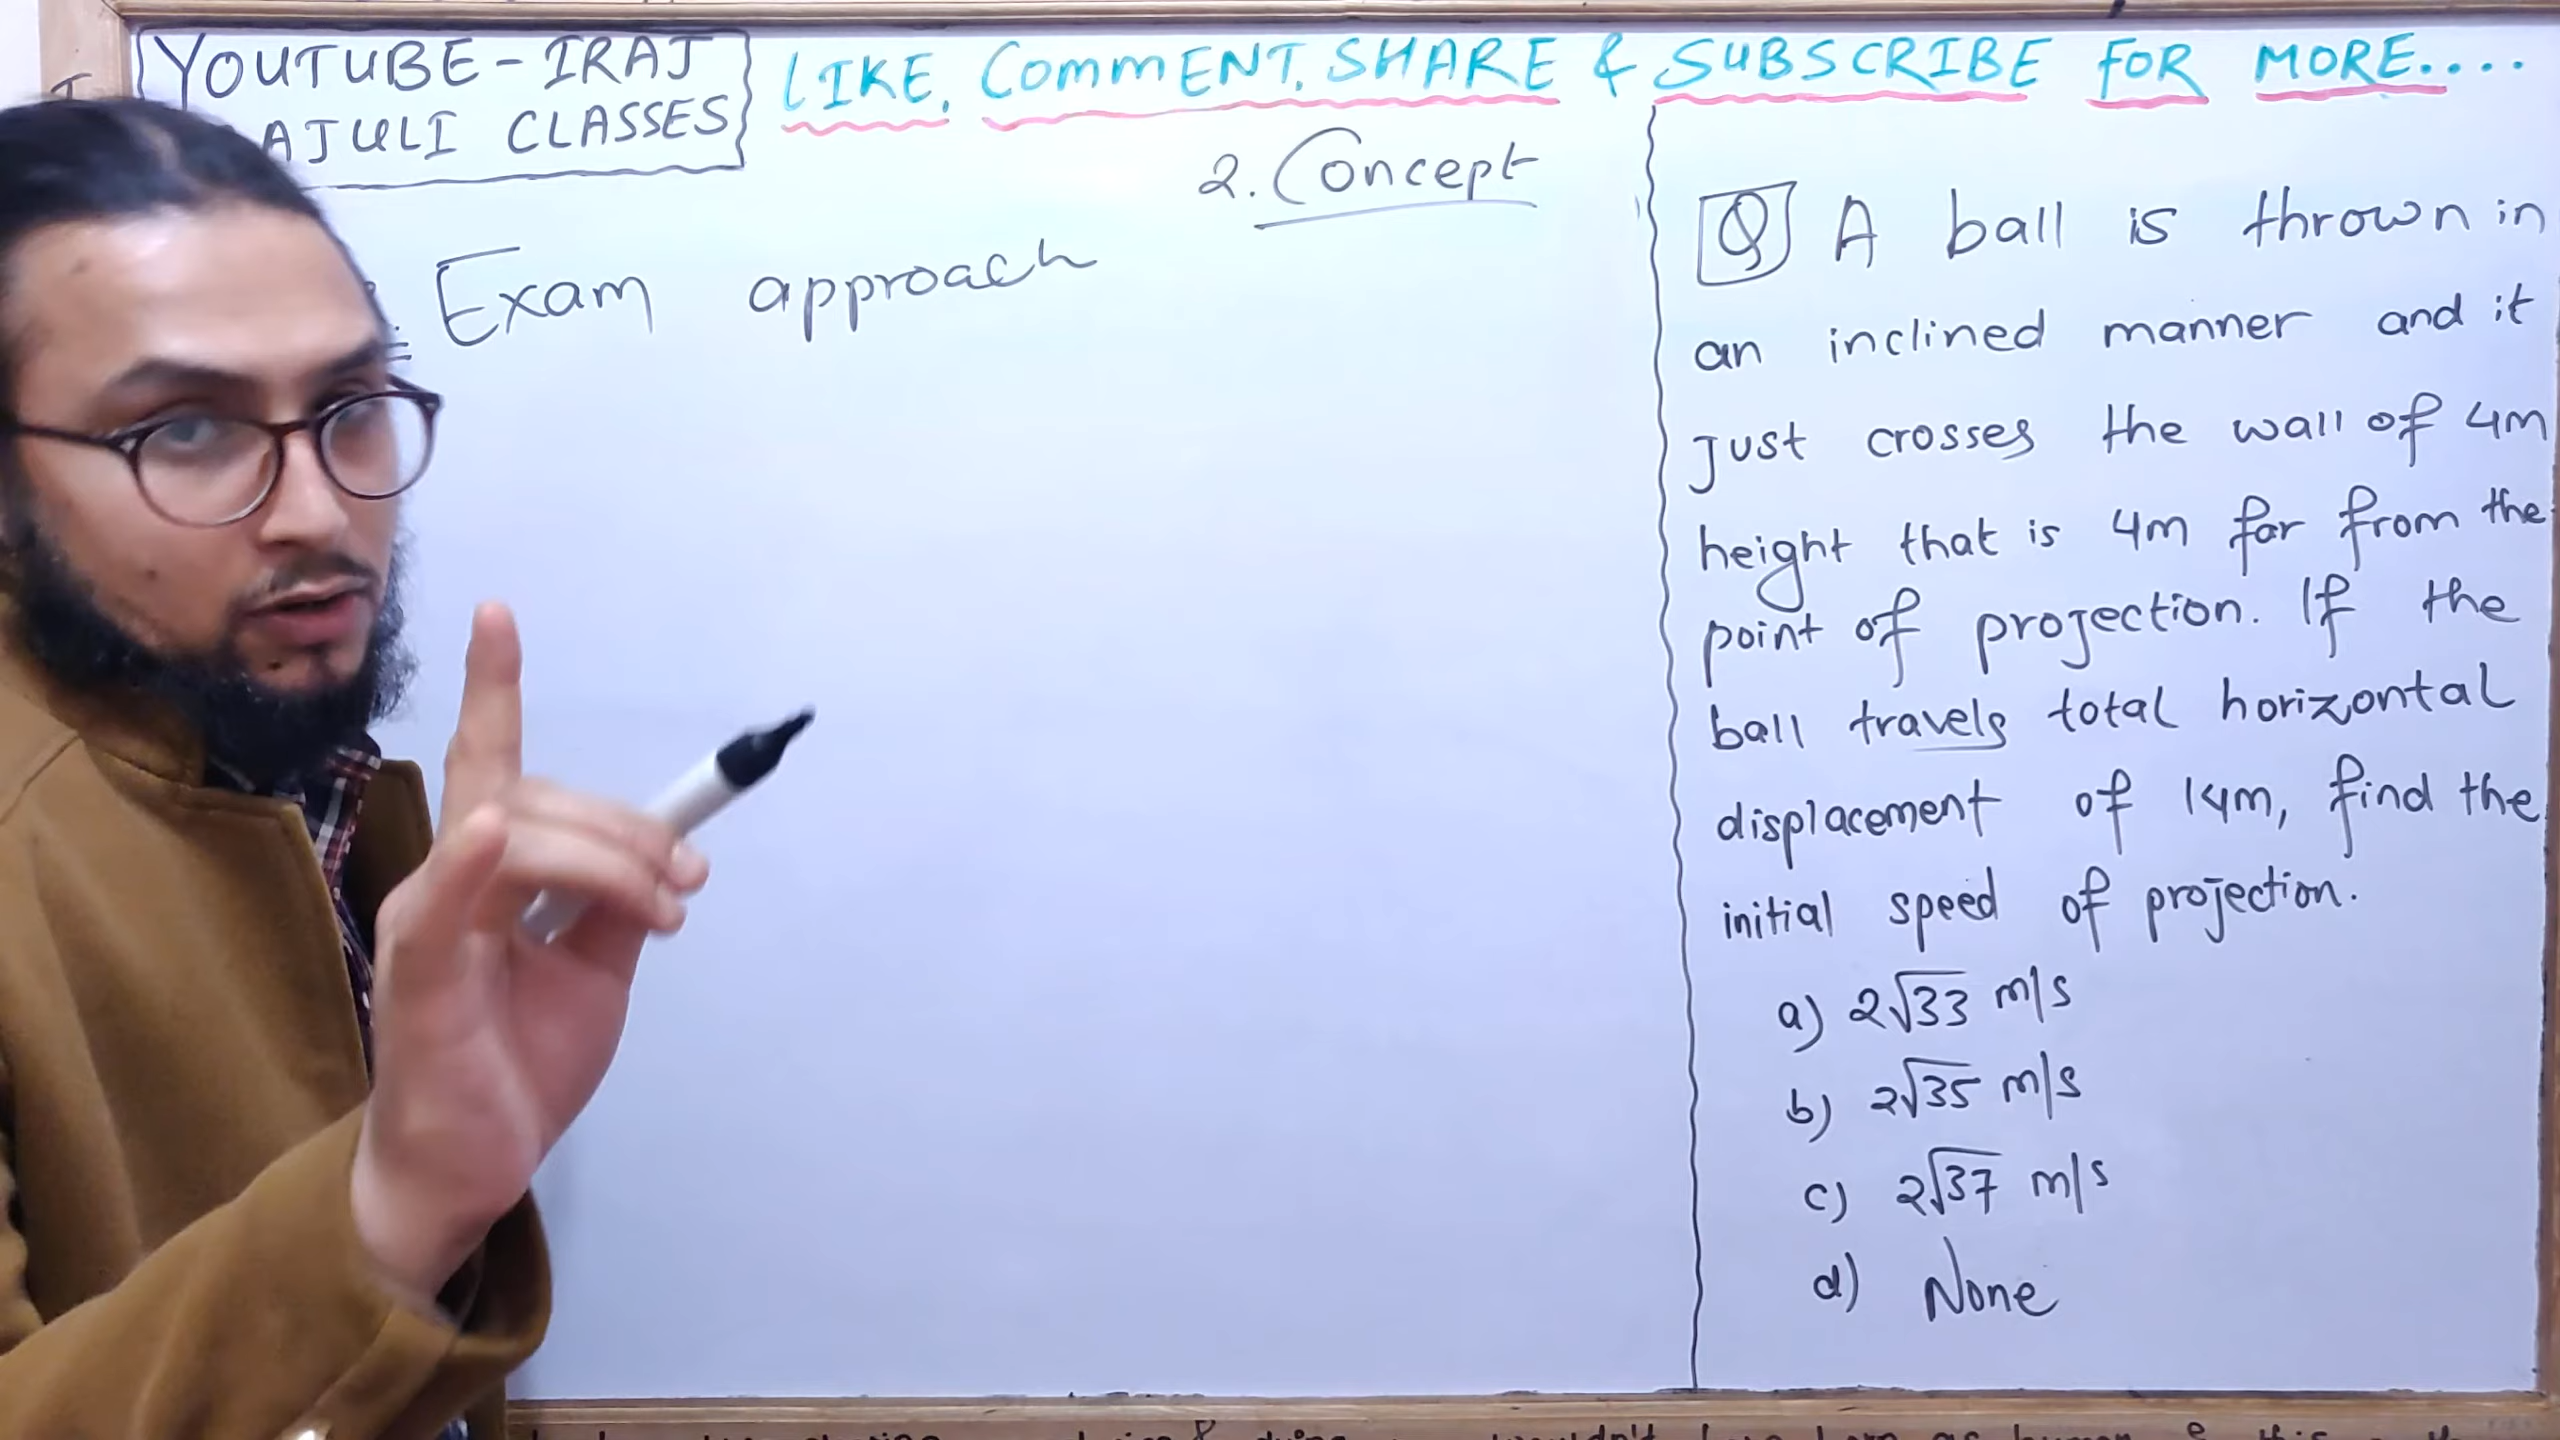 YOUTUBE - IRAJ
AJULI CLASSES
LIKE, COMMENT, SHARE & SUBSCRIBE FOR MORE....
2. Concept
Exam approach
Q A ball is thrown in
an inclined manner and it
just crosses the wall of 4m
height that is 4m far from the
point of projection. If the
ball travels total horizontal
displacement of 14m, find the
initial speed of projection.
a) 2√33 m/s
b) 2√35 m/s
c) 2√37 m/s
d) None